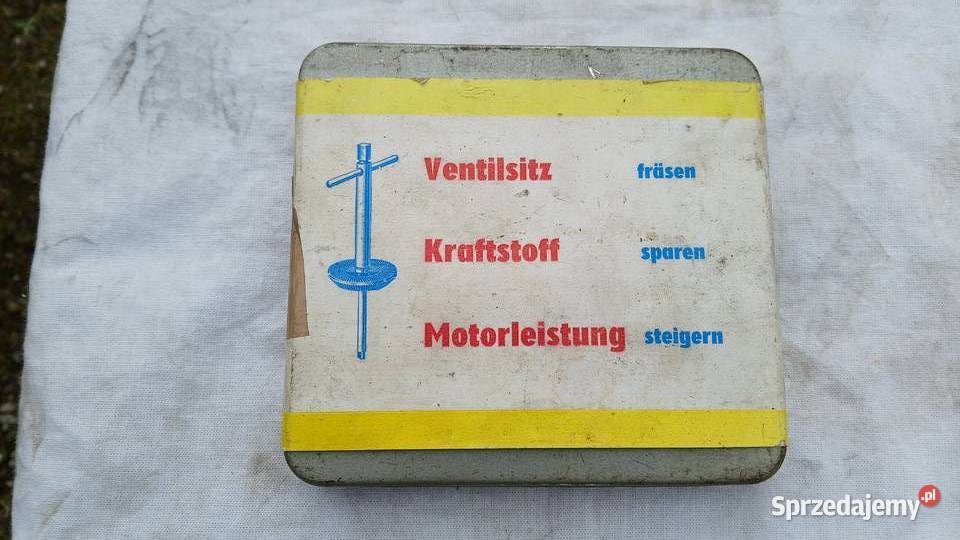 Ventilsitz fräsen
Kraftstoff sparen
Motorleistung steigern
Sprzedajemy.pl